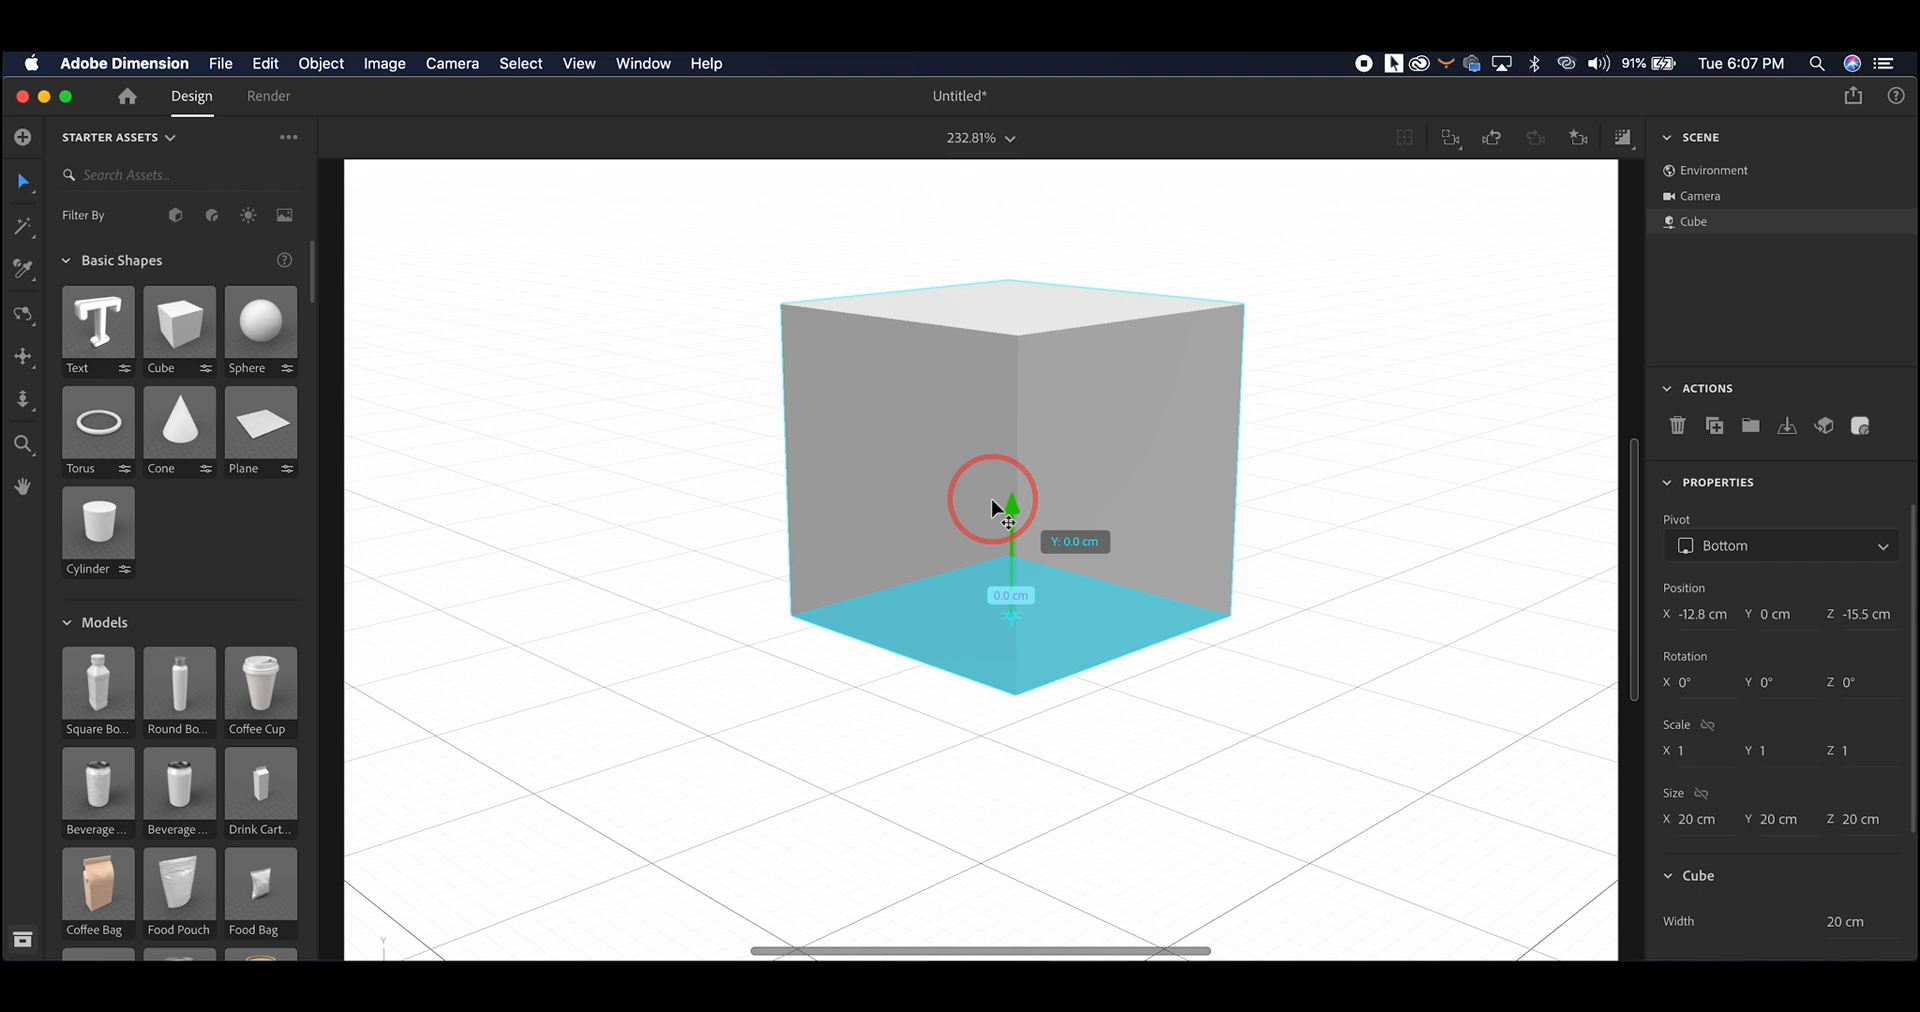 Adobe Dimension File Edit Object Image Camera Select View Window Help 91% Tue 6:07 PM
Design Render Untitled*
STARTER ASSETS
232.81%
Search Assets...
Filter By
Basic Shapes
Text Cube Sphere
Torus Cone Plane
Cylinder
Models
Square Bo... Round Bo... Coffee Cup
Beverage ... Beverage ... Drink Cart...
Coffee Bag Food Pouch Food Bag
Y: 0.0 cm
0.0 cm
Y
SCENE
Environment
Camera
Cube
ACTIONS
PROPERTIES
Pivot
Bottom
Position
X -12.8 cm Y 0 cm Z -15.5 cm
Rotation
X 0° Y 0° Z 0°
Scale
X 1 Y 1 Z 1
Size
X 20 cm Y 20 cm Z 20 cm
Cube
Width 20 cm